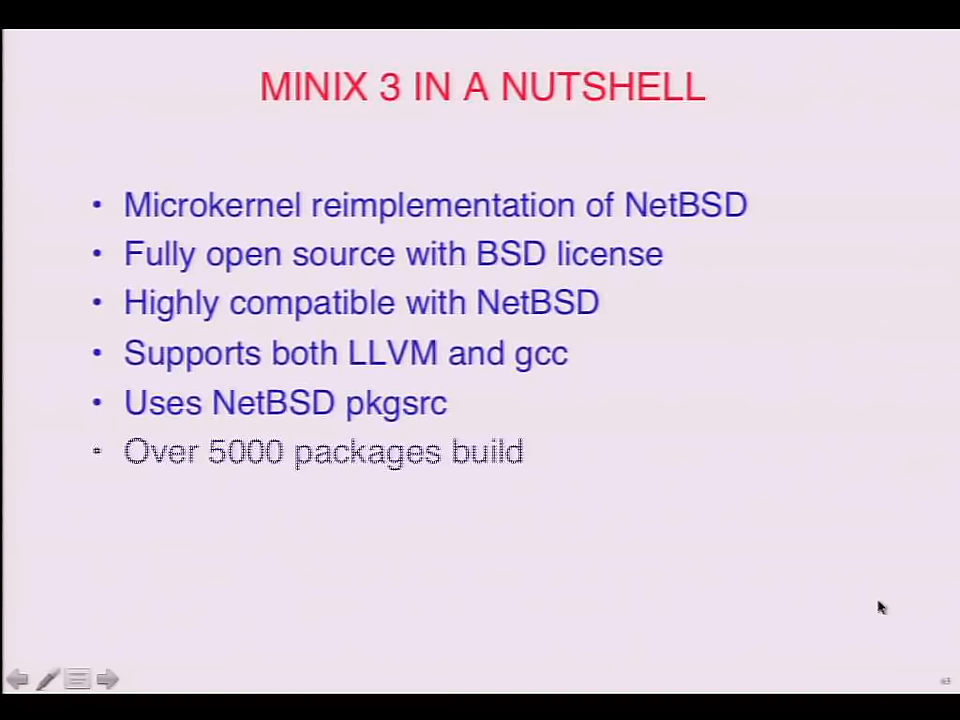 MINIX 3 IN A NUTSHELL
• Microkernel reimplementation of NetBSD
• Fully open source with BSD license
• Highly compatible with NetBSD
• Supports both LLVM and gcc
• Uses NetBSD pkgsrc
• Over 5000 packages build